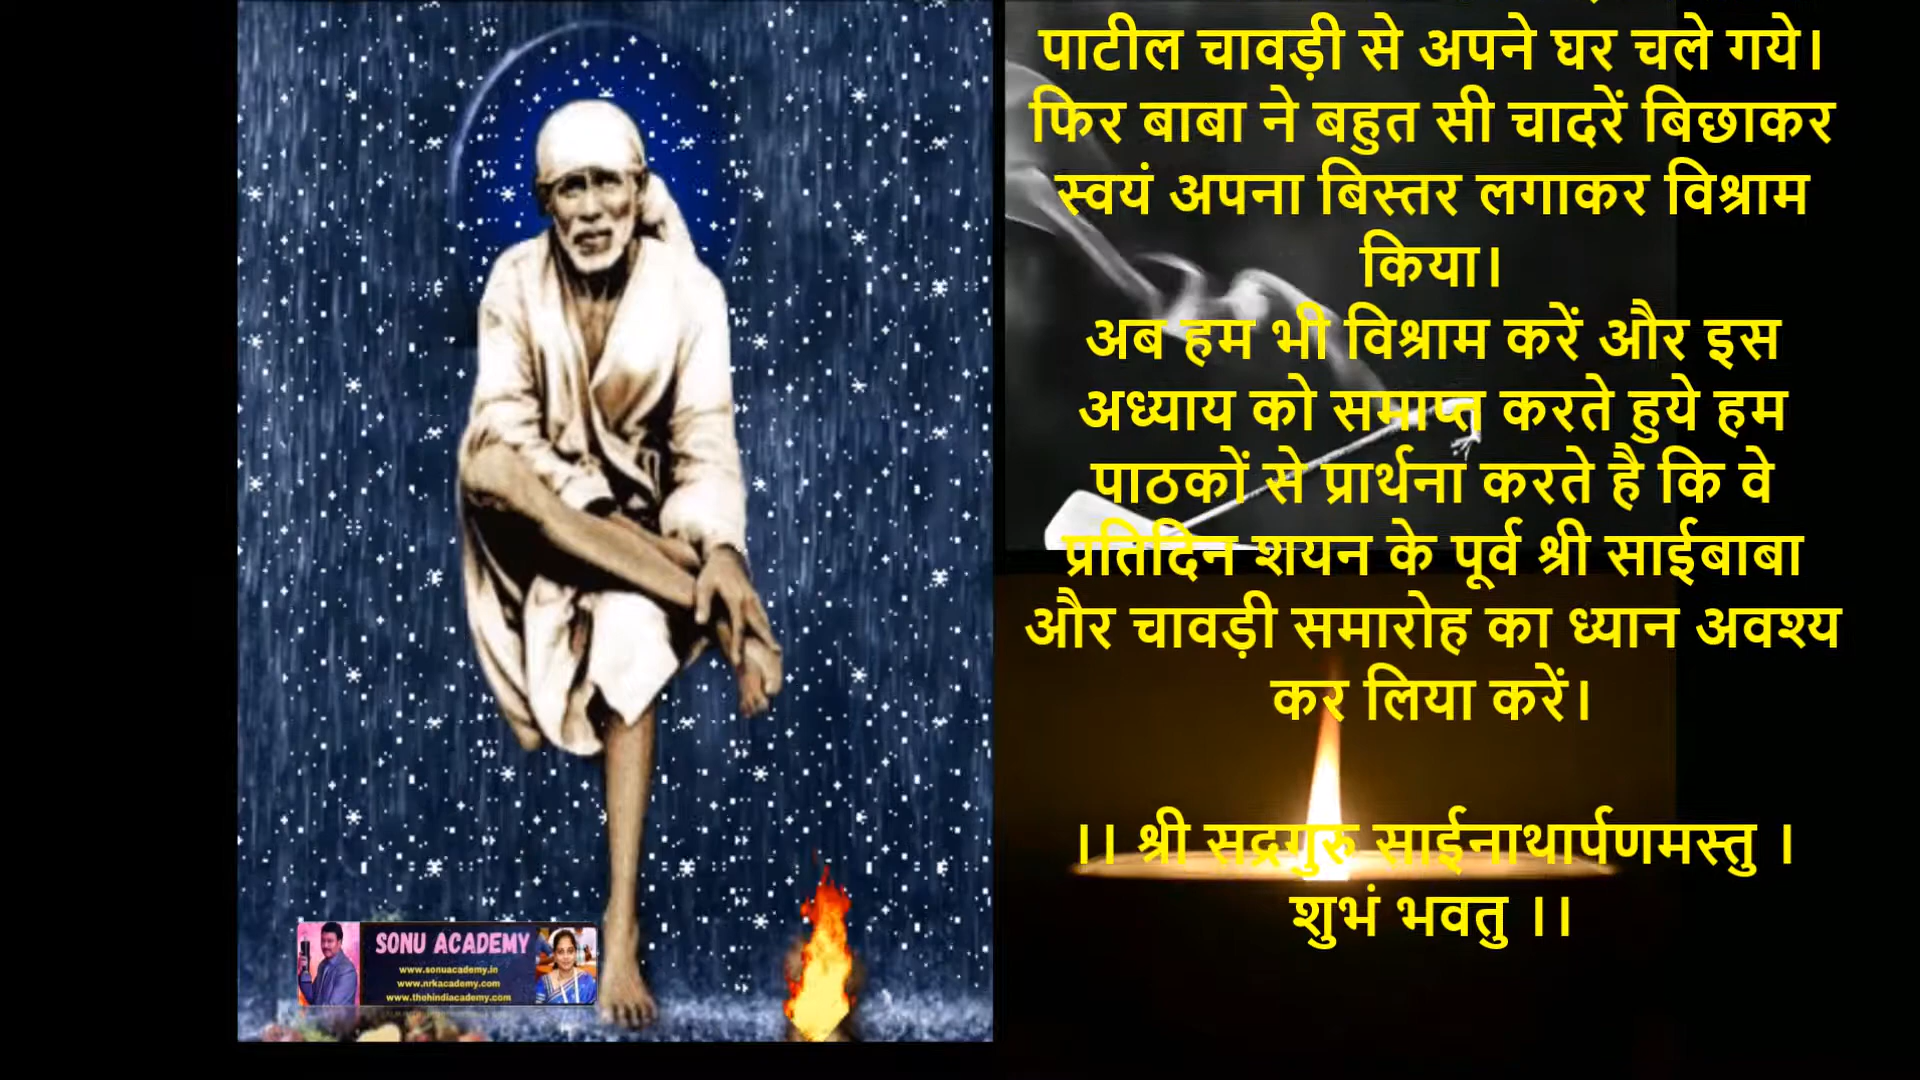 पाटील चावड़ी से अपने घर चले गये।
फिर बाबा ने बहुत सी चादरें बिछाकर
स्वयं अपना बिस्तर लगाकर विश्राम
किया।
अब हम भी विश्राम करें और इस
अध्याय को समाप्त करते हुये हम
पाठकों से प्रार्थना करते है कि वे
प्रतिदिन शयन के पूर्व श्री साईबाबा
और चावड़ी समारोह का ध्यान अवश्य
कर लिया करें।
।। श्री सद्रगुरु साईनाथार्पणमस्तु ।
शुभं भवतु ।।
SONU ACADEMY
www.sonuacademy.in
www.nrkacademy.com
www.thehindiacademy.com